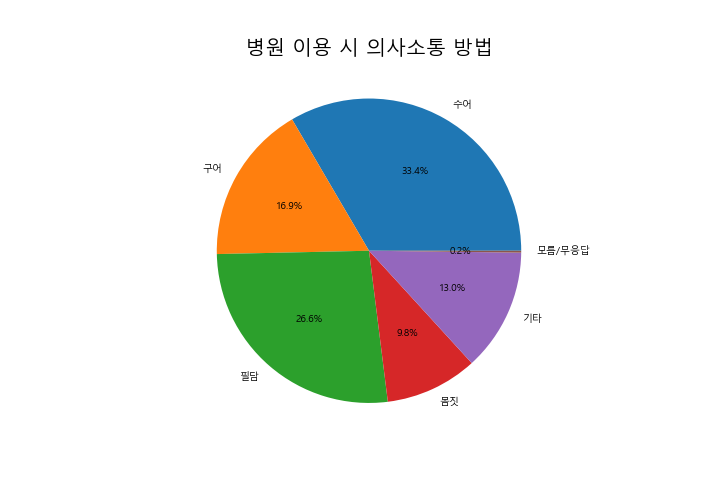 병원 이용 시 의사소통 방법
수어
33.4%
구어
16.9%
필담
26.6%
몸짓
9.8%
기타
13.0%
모름/무응답
0.2%